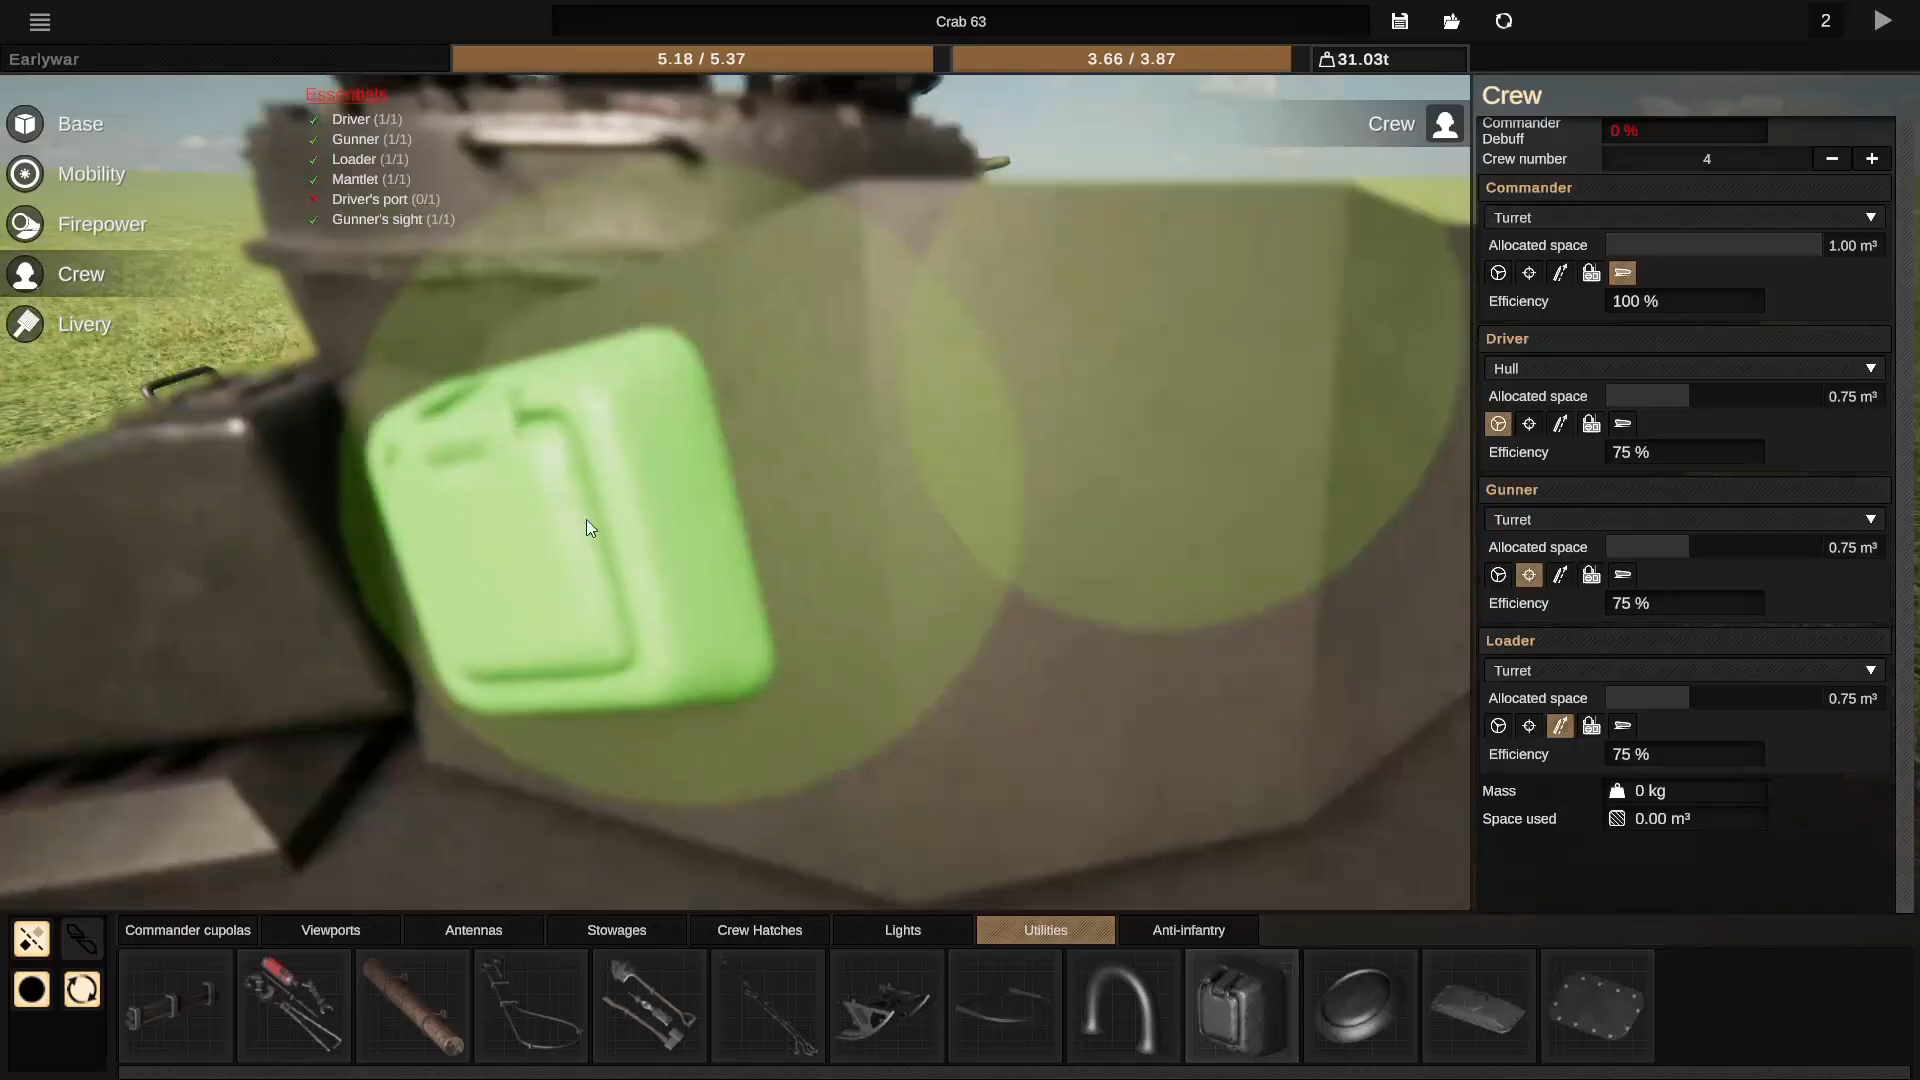 Crab 63
2
Earlywar
5.18 / 5.37
3.66 / 3.87
31.03t
Base
Mobility
Firepower
Crew
Livery
Essentials
Driver (1/1)
Gunner (1/1)
Loader (1/1)
Mantlet (1/1)
Driver's port (0/1)
Gunner's sight (1/1)
Crew
Crew
Commander Debuff 0 %
Crew number 4
Commander
Turret
Allocated space 1.00 m³
Efficiency 100 %
Driver
Hull
Allocated space 0.75 m³
Efficiency 75 %
Gunner
Turret
Allocated space 0.75 m³
Efficiency 75 %
Loader
Turret
Allocated space 0.75 m³
Efficiency 75 %
Mass 0 kg
Space used 0.00 m³
Commander cupolas Viewports Antennas Stowages Crew Hatches Lights Utilities Anti-infantry